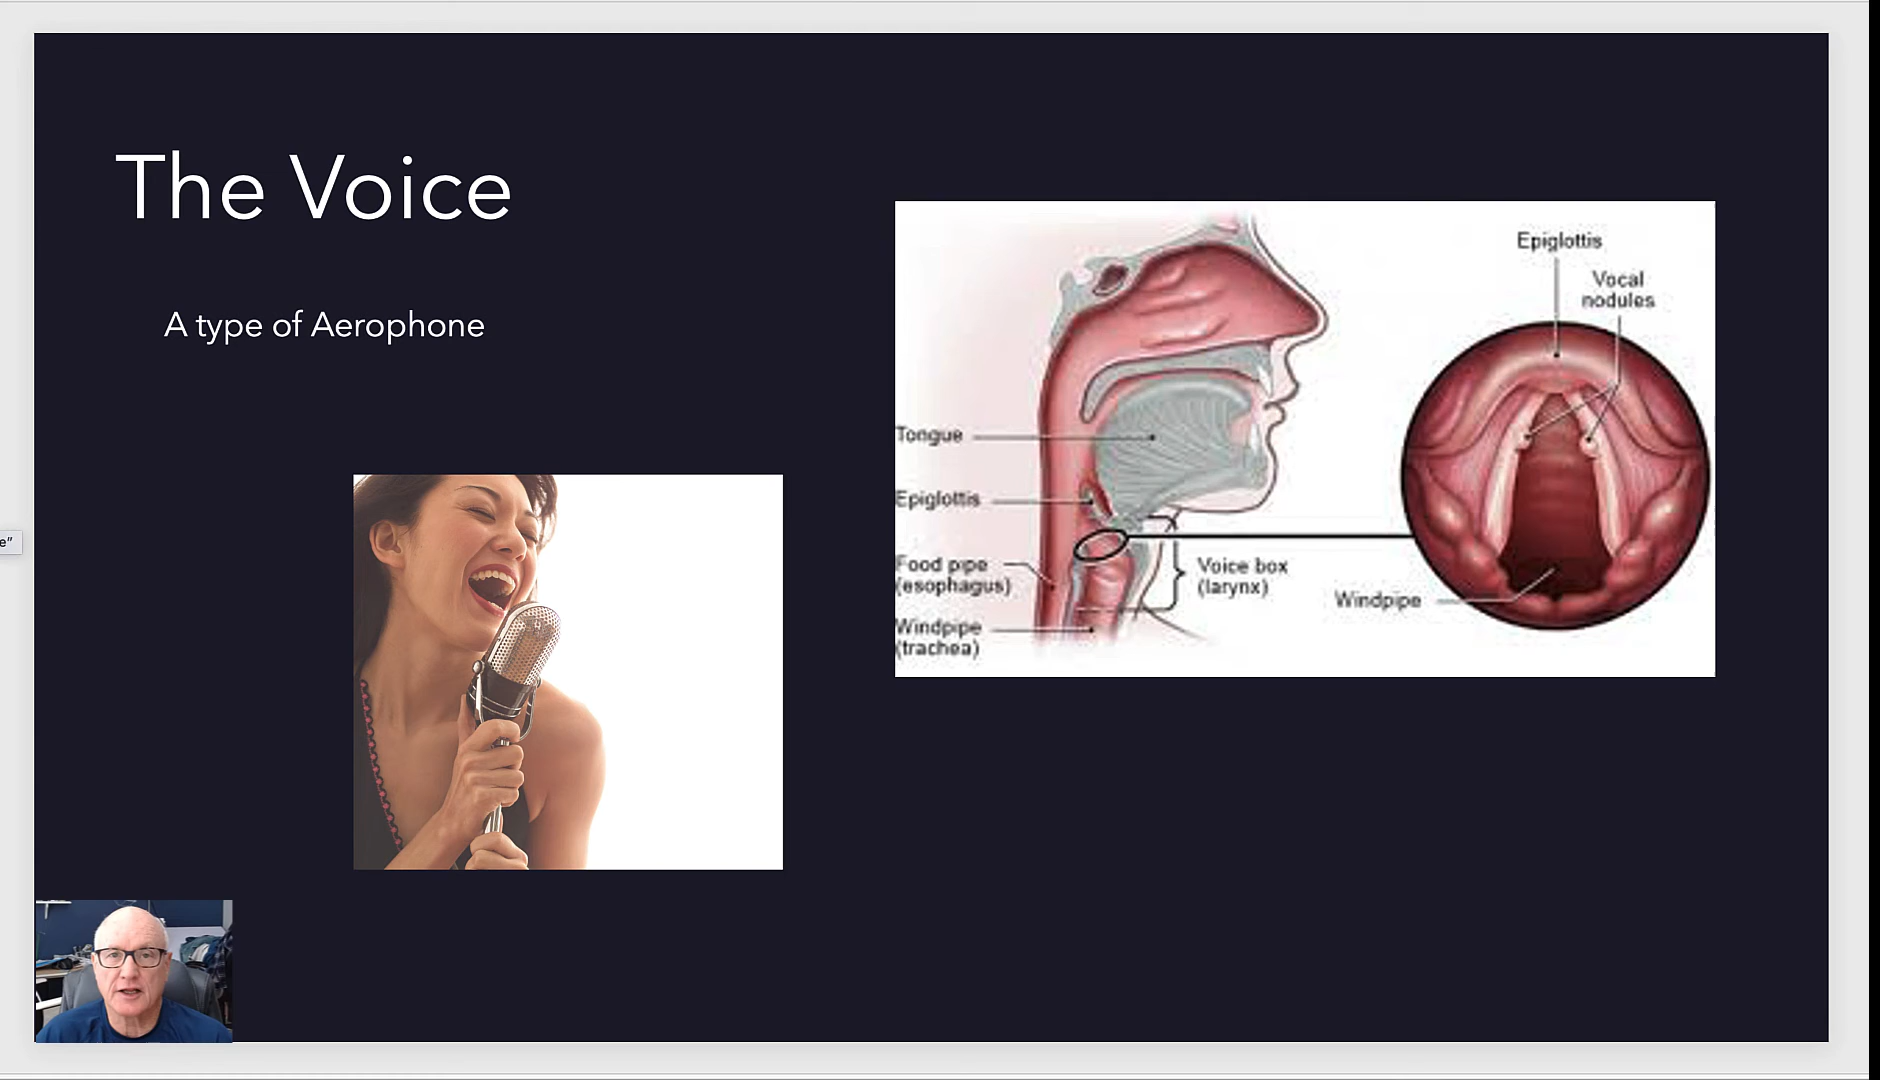 The Voice
A type of Aerophone
Epiglottis
Vocal
nodules
Tongue
Epiglottis
Food pipe
(esophagus)
Voice box
(larynx)
Windpipe
Windpipe
(trachea)
e"